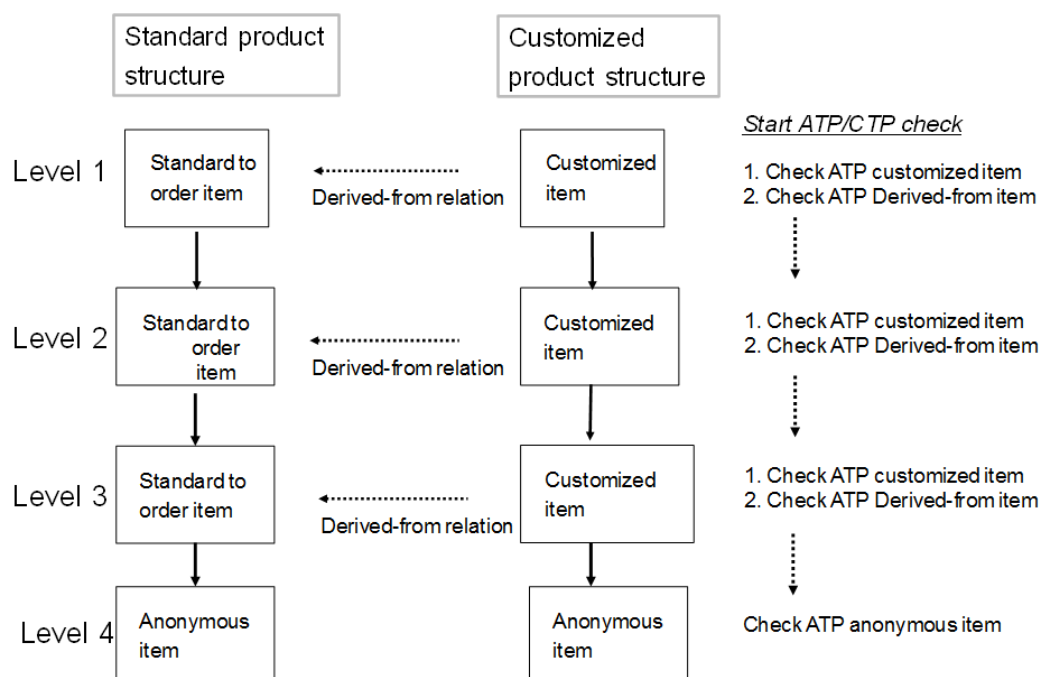 Standard product
structure
Customized
product structure
Start ATP/CTP check
Level 1
Standard to
order item
Derived-from relation
Customized
item
1. Check ATP customized item
2. Check ATP Derived-from item
Level 2
Standard to
order
item
Derived-from relation
Customized
item
1. Check ATP customized item
2. Check ATP Derived-from item
Level 3
Standard to
order item
Derived-from relation
Customized
item
1. Check ATP customized item
2. Check ATP Derived-from item
Level 4
Anonymous
item
Anonymous
item
Check ATP anonymous item